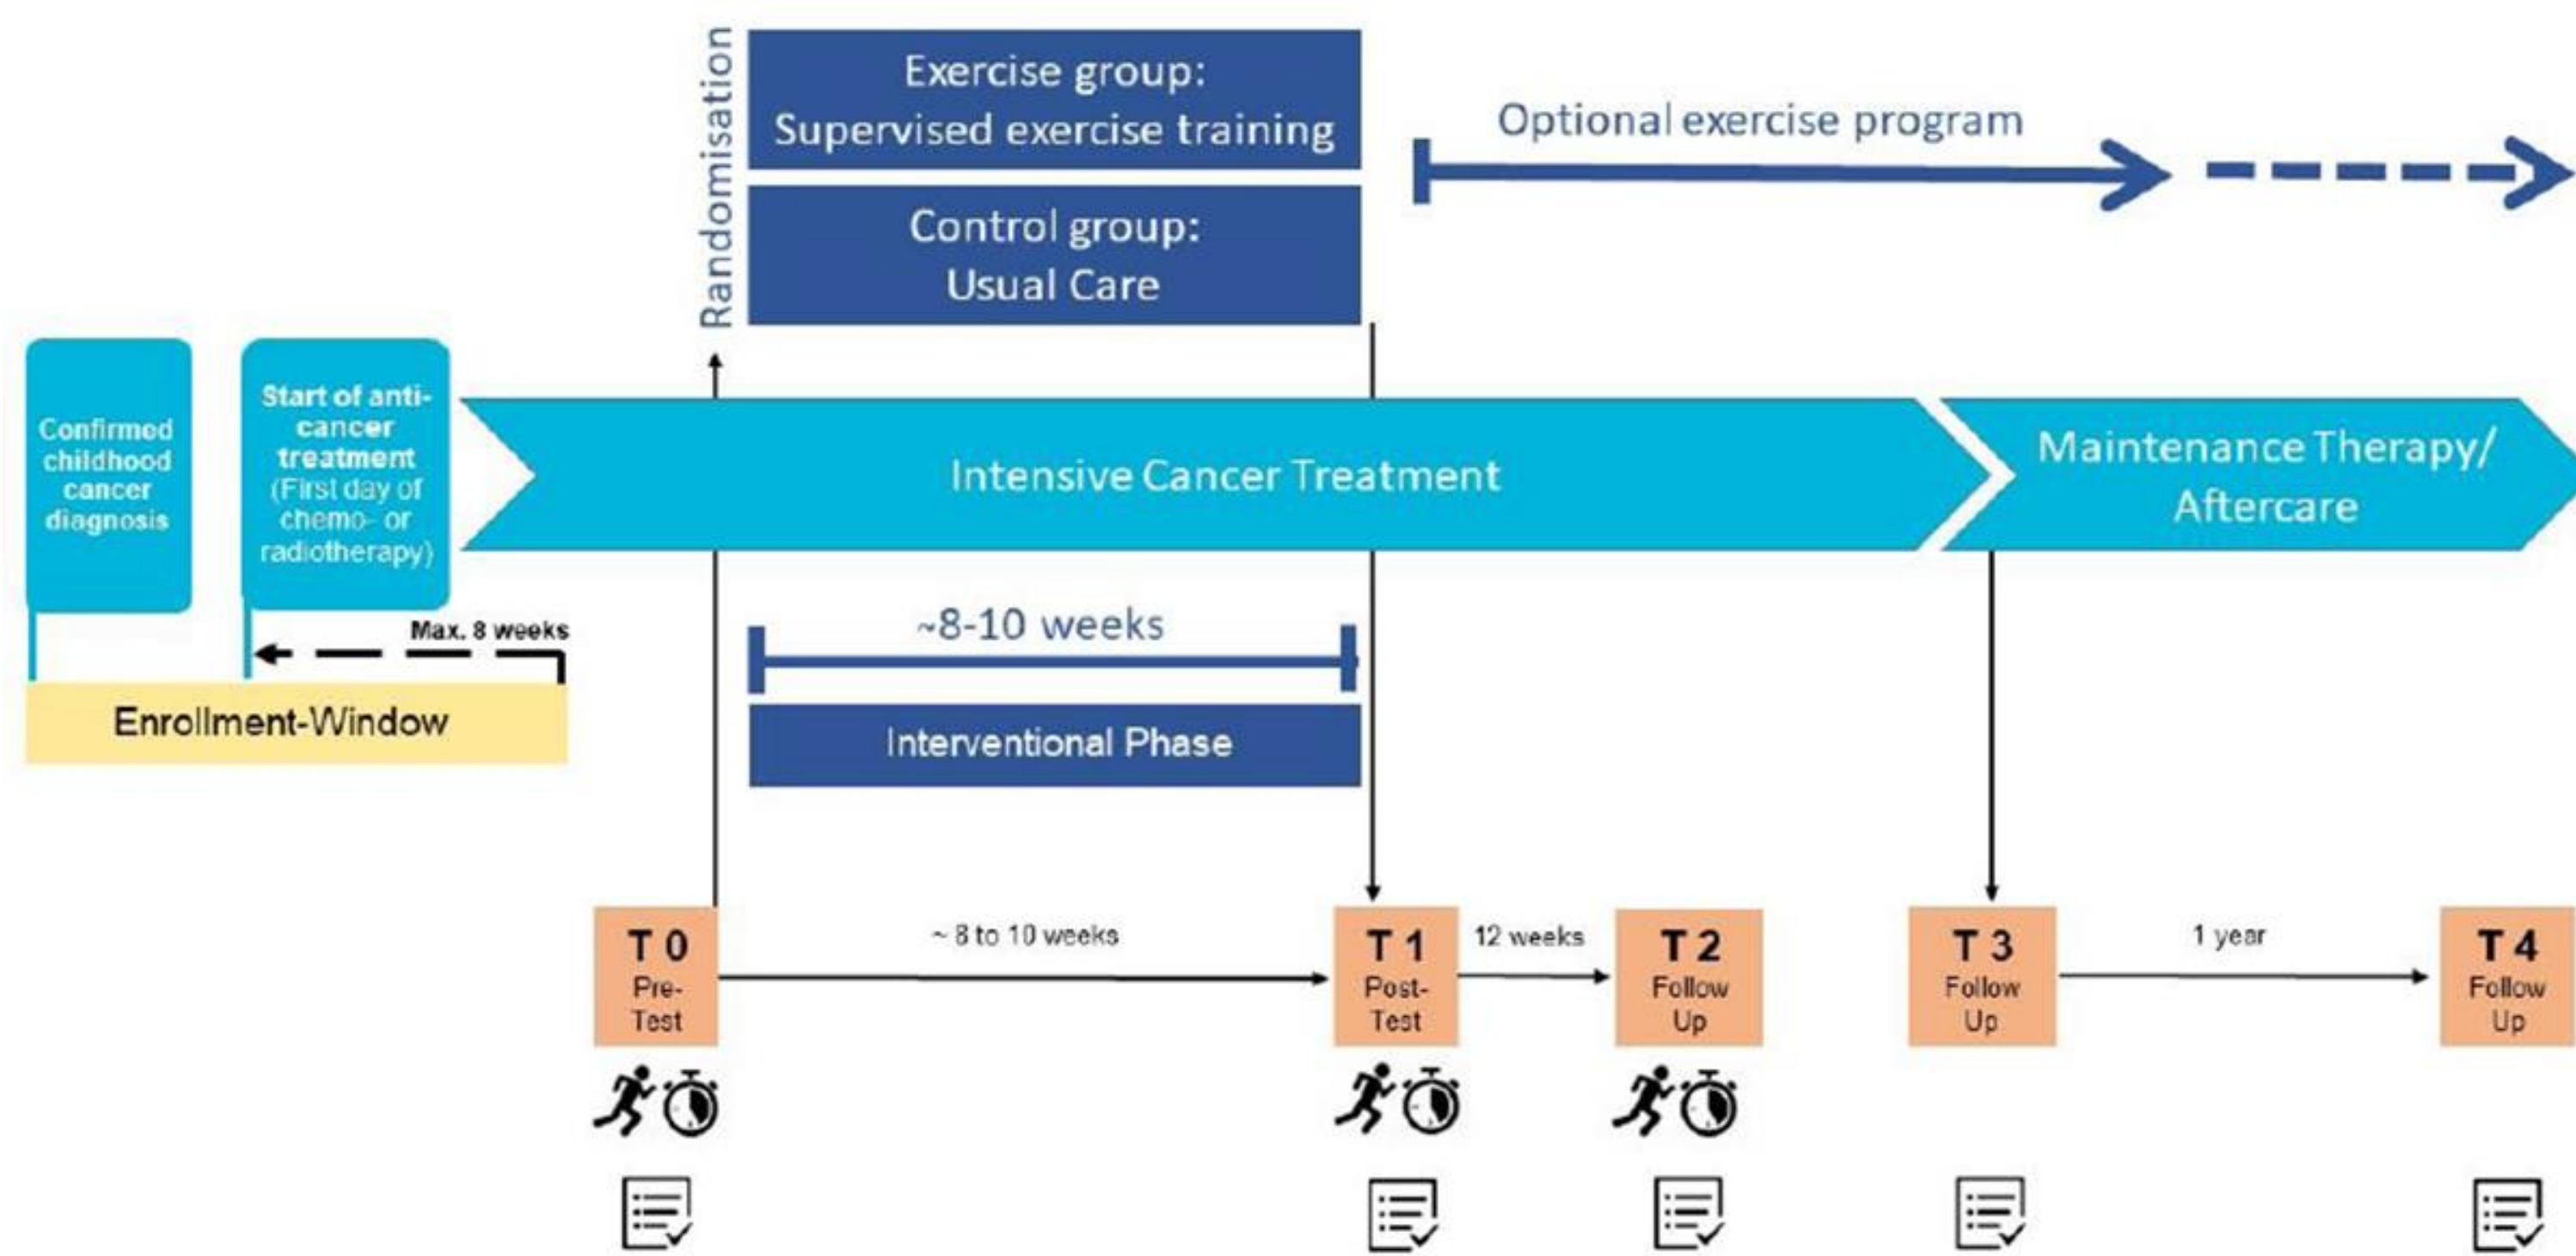 Randomisation
Exercise group:
Supervised exercise training
Control group:
Usual Care
Optional exercise program
Confirmed
childhood
cancer
diagnosis
Start of anti-
cancer
treatment
(First day of
chemo- or
radiotherapy)
Intensive Cancer Treatment
Maintenance Therapy/
Aftercare
Max. 8 weeks
Enrollment-Window
~8-10 weeks
Interventional Phase
T 0
Pre-
Test
~ 8 to 10 weeks
T 1
Post-
Test
12 weeks
T 2
Follow
Up
T 3
Follow
Up
1 year
T 4
Follow
Up